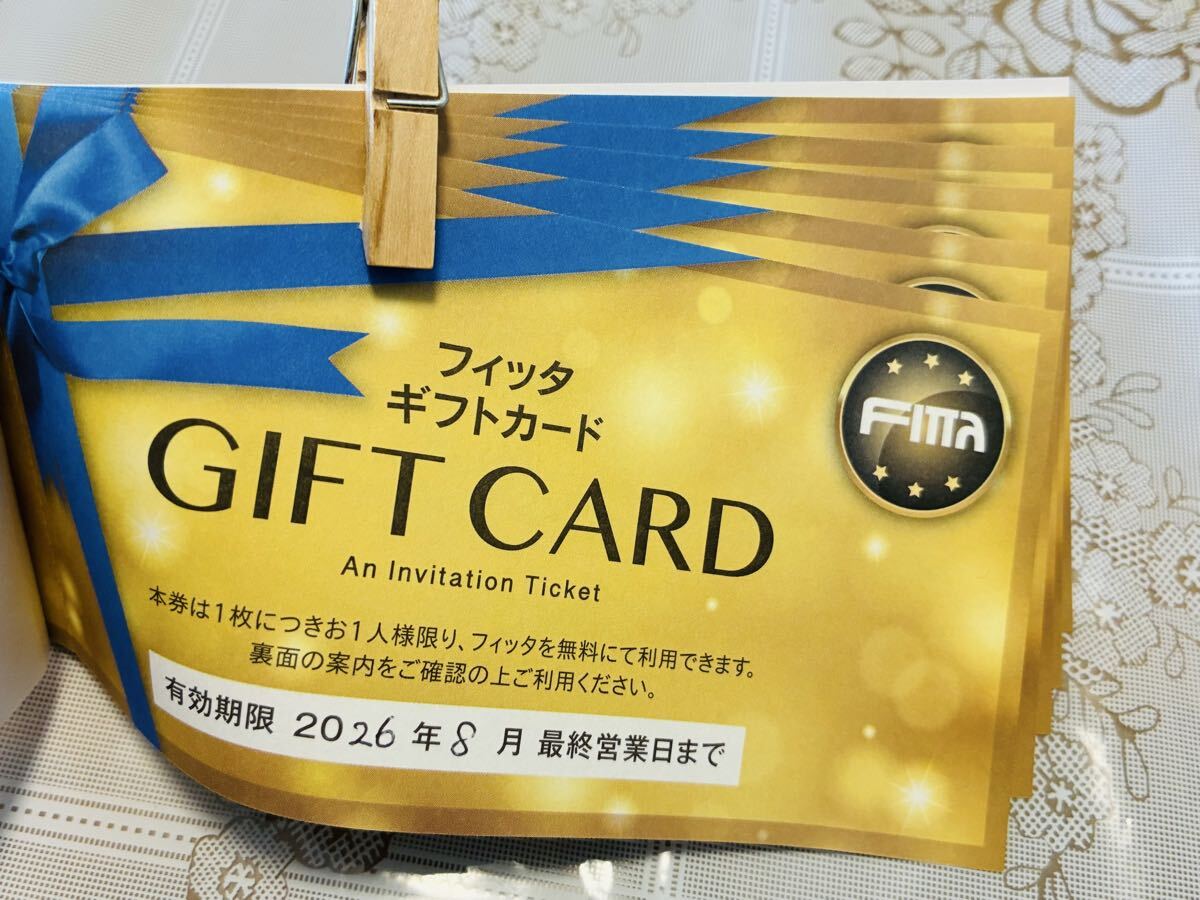 フィッタ
ギフトカード
GIFT CARD
An Invitation Ticket
FITTA
本券は1枚につきお1人様限り、フィッタを無料にて利用できます。
裏面の案内をご確認の上ご利用ください。
有効期限 2026年8月 最終営業日まで